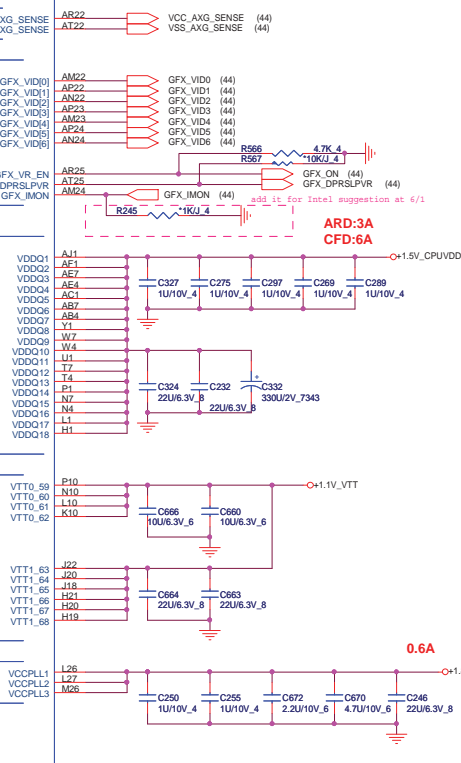 XG_SENSE AR22 VCC_AXG_SENSE (44)
XG_SENSE AT22 VSS_AXG_SENSE (44)
GFX_VID[0] AM22 GFX_VID0 (44)
GFX_VID[1] AP22 GFX_VID1 (44)
GFX_VID[2] AN22 GFX_VID2 (44)
GFX_VID[3] AP23 GFX_VID3 (44)
GFX_VID[4] AM23 GFX_VID4 (44)
GFX_VID[5] AP24 GFX_VID5 (44)
GFX_VID[6] AN24 GFX_VID6 (44)
R566 4.7K_4
R567 *10K/J_4
GFX_VR_EN AR25 GFX_ON (44)
DPRSLPVR AT25 GFX_DPRSLPVR (44)
GFX_IMON AM24 GFX_IMON (44)
add it for Intel suggestion at 6/1
R245 *1K/J_4
ARD:3A
CFD:6A
+1.5V_CPUVDD
VDDQ1 AJ1
VDDQ2 AF1
VDDQ3 AE7
VDDQ4 AE4
VDDQ5 AC1
VDDQ6 AB7
VDDQ7 AB4
VDDQ8 Y1
VDDQ9 W7
VDDQ10 W4
VDDQ11 U1
VDDQ12 T7
VDDQ13 T4
VDDQ14 P1
VDDQ15 N7
VDDQ16 N4
VDDQ17 L1
VDDQ18 H1
C327 C275 C297 C269 C289
1U/10V_4 1U/10V_4 1U/10V_4 1U/10V_4 1U/10V_4
C324 C232 + C332
22U/6.3V_8 22U/6.3V_8 330U/2V_7343
VTT0_59 P10
VTT0_60 N10
VTT0_61 L10
VTT0_62 K10
+1.1V_VTT
C666 C660
10U/6.3V_6 10U/6.3V_6
VTT1_63 J22
VTT1_64 J20
VTT1_65 J18
VTT1_66 H21
VTT1_67 H20
VTT1_68 H19
C664 C663
22U/6.3V_8 22U/6.3V_8
0.6A
+1.
VCCPLL1 L26
VCCPLL2 L27
VCCPLL3 M26
C250 C255 C672 C670 C246
1U/10V_4 1U/10V_4 2.2U/10V_6 4.7U/10V_6 22U/6.3V_8